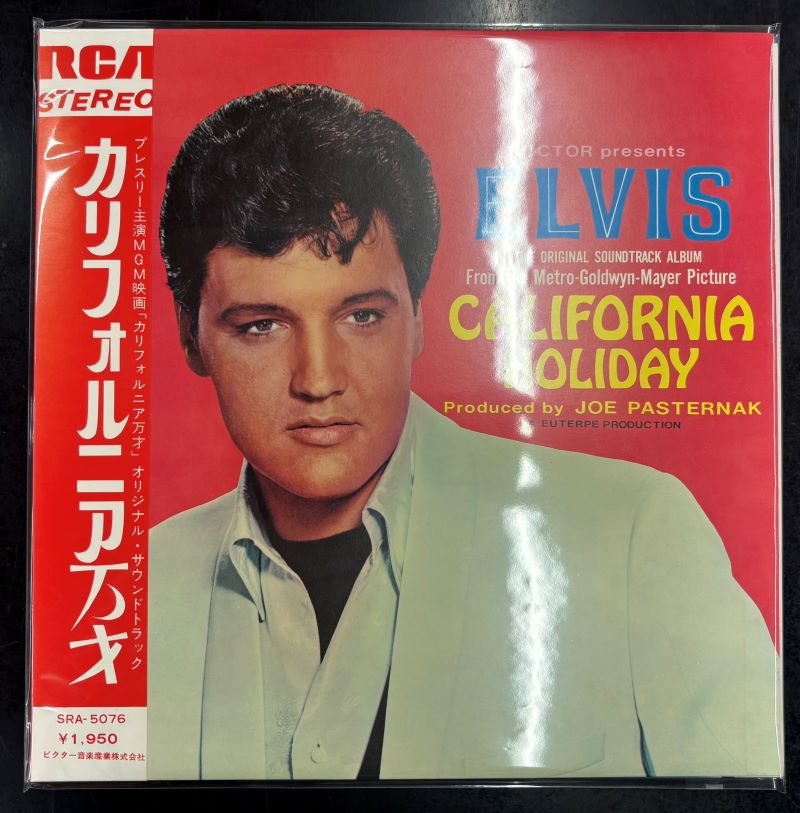 RCA
STEREO
カリフォルニア万才
プレスリー主演MGM映画「カリフォルニア万才」オリジナル・サウンドトラック
SRA-5076
¥1,950
ビクター音楽産業株式会社
presents
ELVIS
ORIGINAL SOUNDTRACK ALBUM
From Metro-Goldwyn-Mayer Picture
CALIFORNIA
HOLIDAY
Produced by JOE PASTERNAK
EUTERPE PRODUCTION